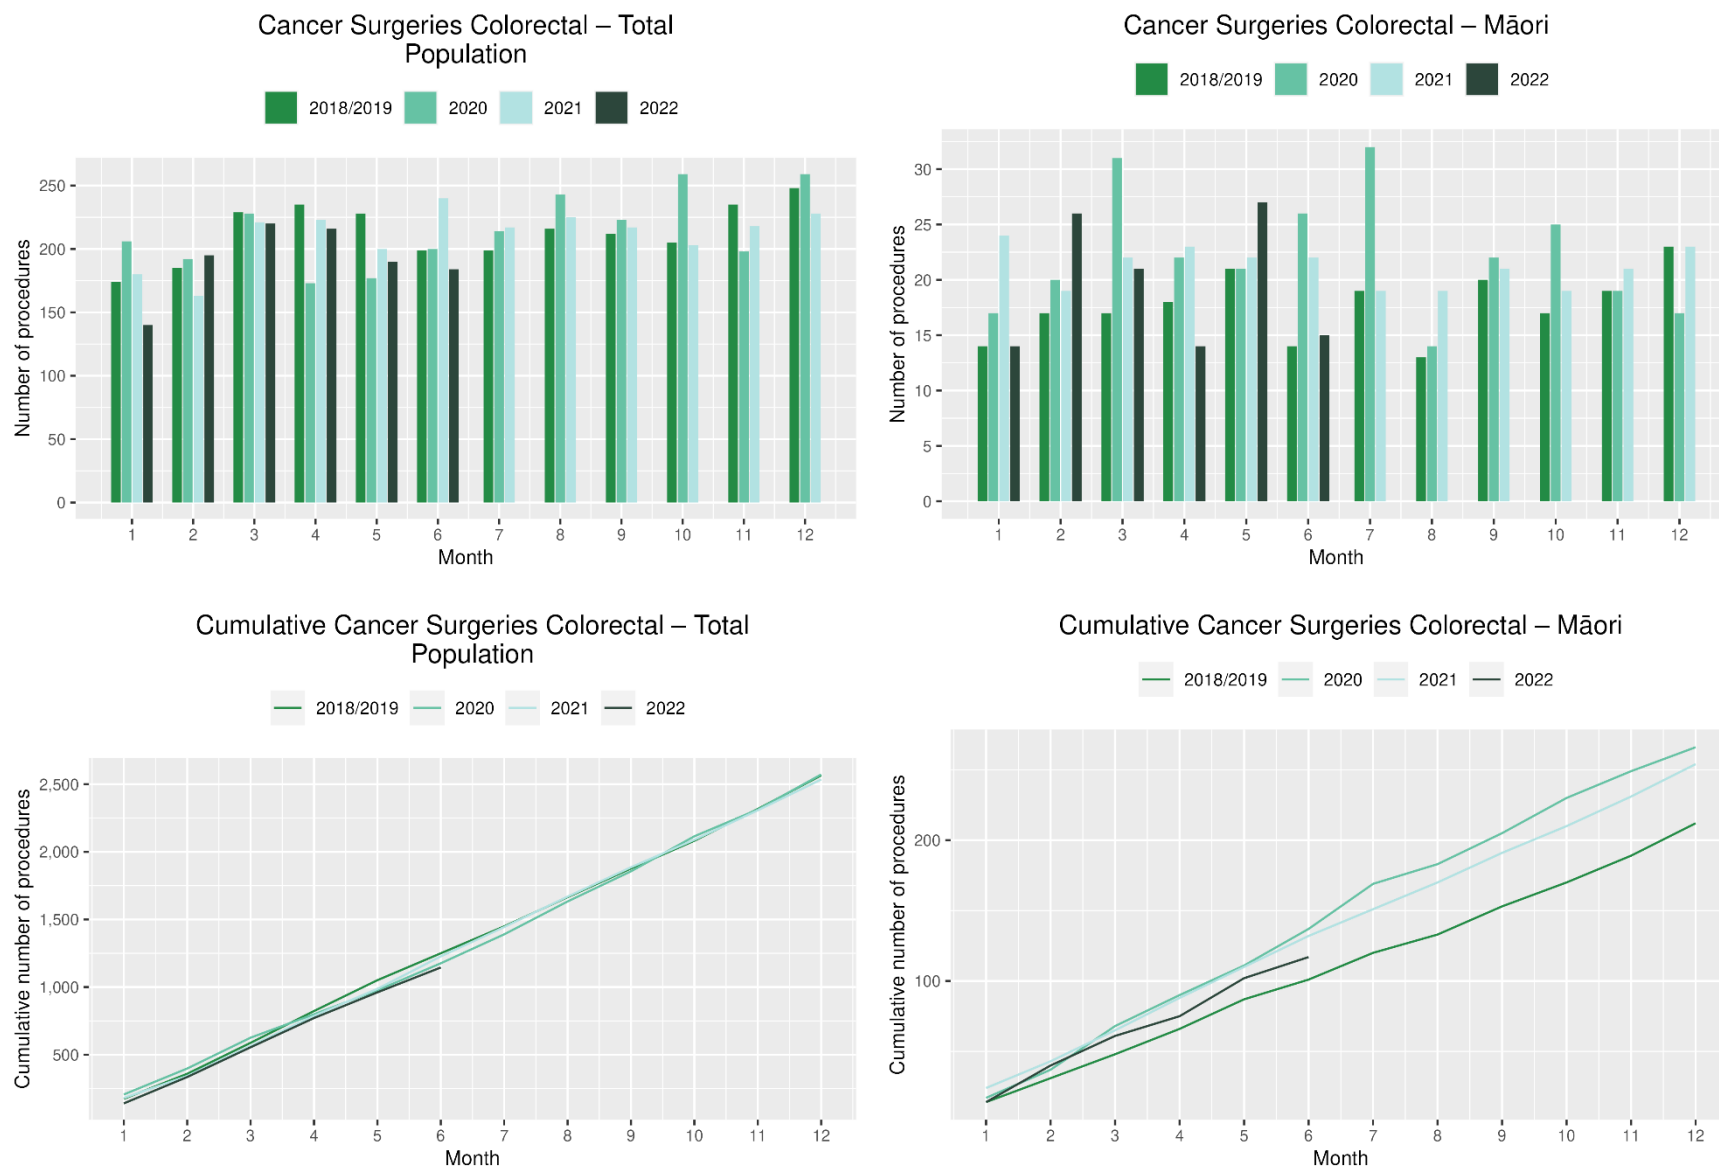 Cancer Surgeries Colorectal – Total
Population
2018/2019 2020 2021 2022
Number of procedures
250
200
150
100
50
0
1 2 3 4 5 6 7 8 9 10 11 12
Month
Cancer Surgeries Colorectal – Māori
2018/2019 2020 2021 2022
Number of procedures
30
25
20
15
10
5
0
1 2 3 4 5 6 7 8 9 10 11 12
Month
Cumulative Cancer Surgeries Colorectal – Total
Population
2018/2019 2020 2021 2022
Cumulative number of procedures
2,500
2,000
1,500
1,000
500
1 2 3 4 5 6 7 8 9 10 11 12
Month
Cumulative Cancer Surgeries Colorectal – Māori
2018/2019 2020 2021 2022
Cumulative number of procedures
200
100
1 2 3 4 5 6 7 8 9 10 11 12
Month